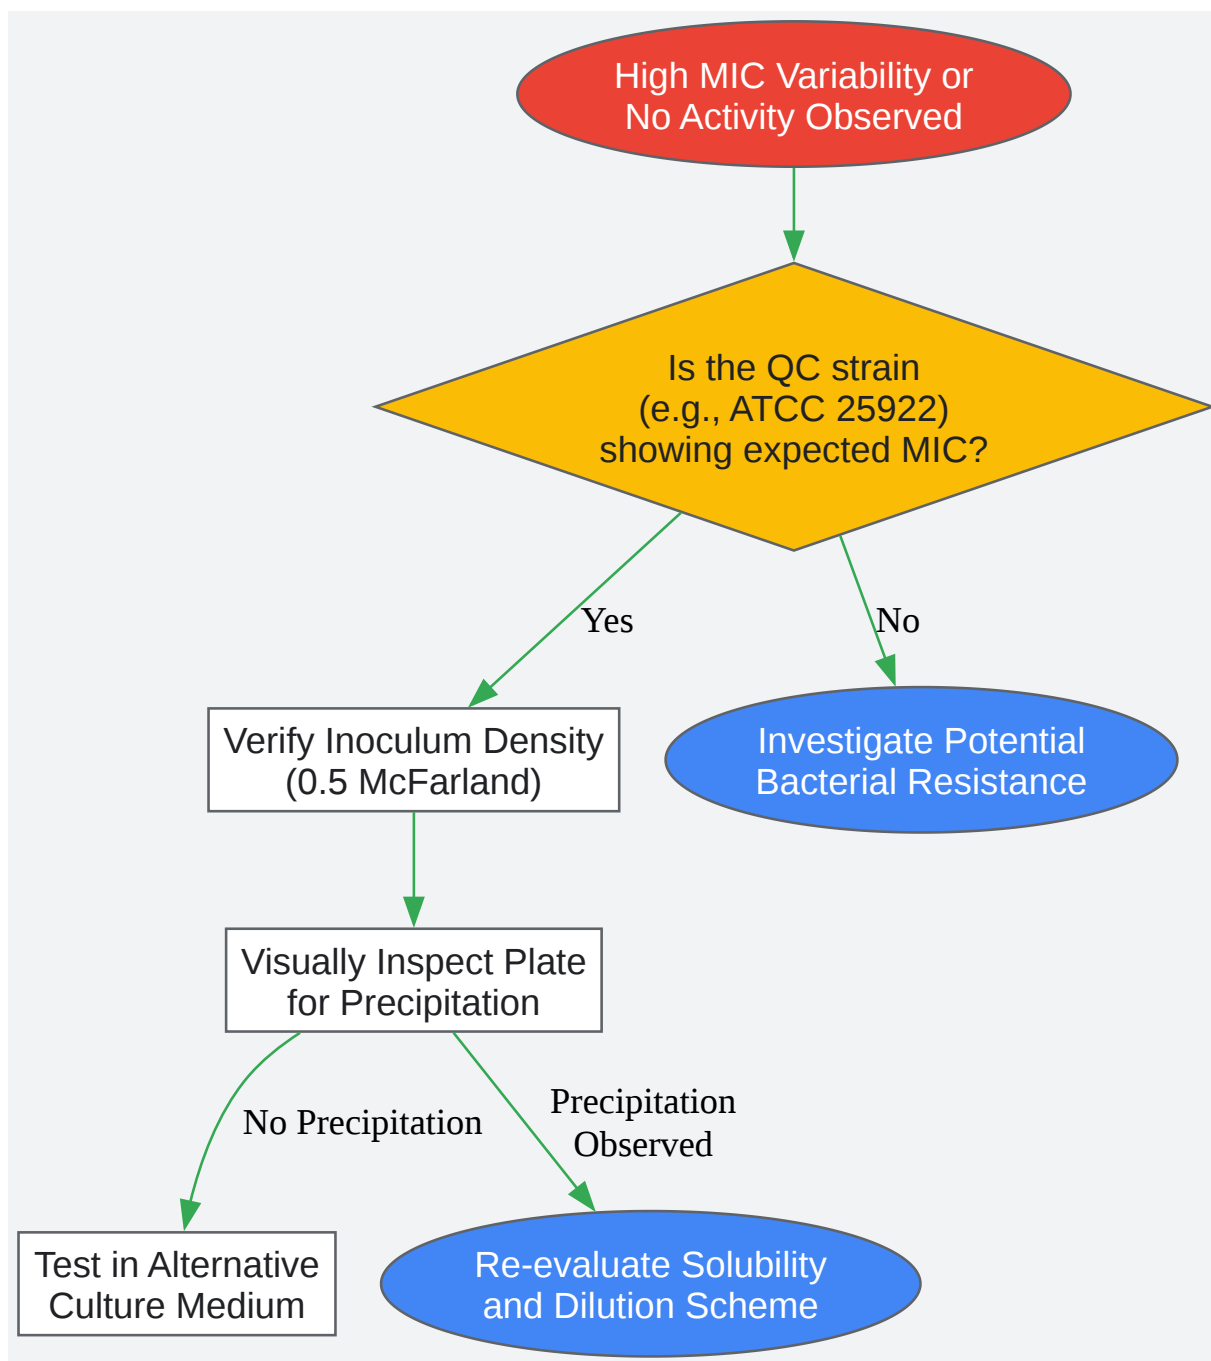 High MIC Variability or
No Activity Observed
Is the QC strain
(e.g., ATCC 25922)
showing expected MIC?
Yes
No
Verify Inoculum Density
(0.5 McFarland)
Investigate Potential
Bacterial Resistance
Visually Inspect Plate
for Precipitation
No Precipitation
Precipitation
Observed
Test in Alternative
Culture Medium
Re-evaluate Solubility
and Dilution Scheme